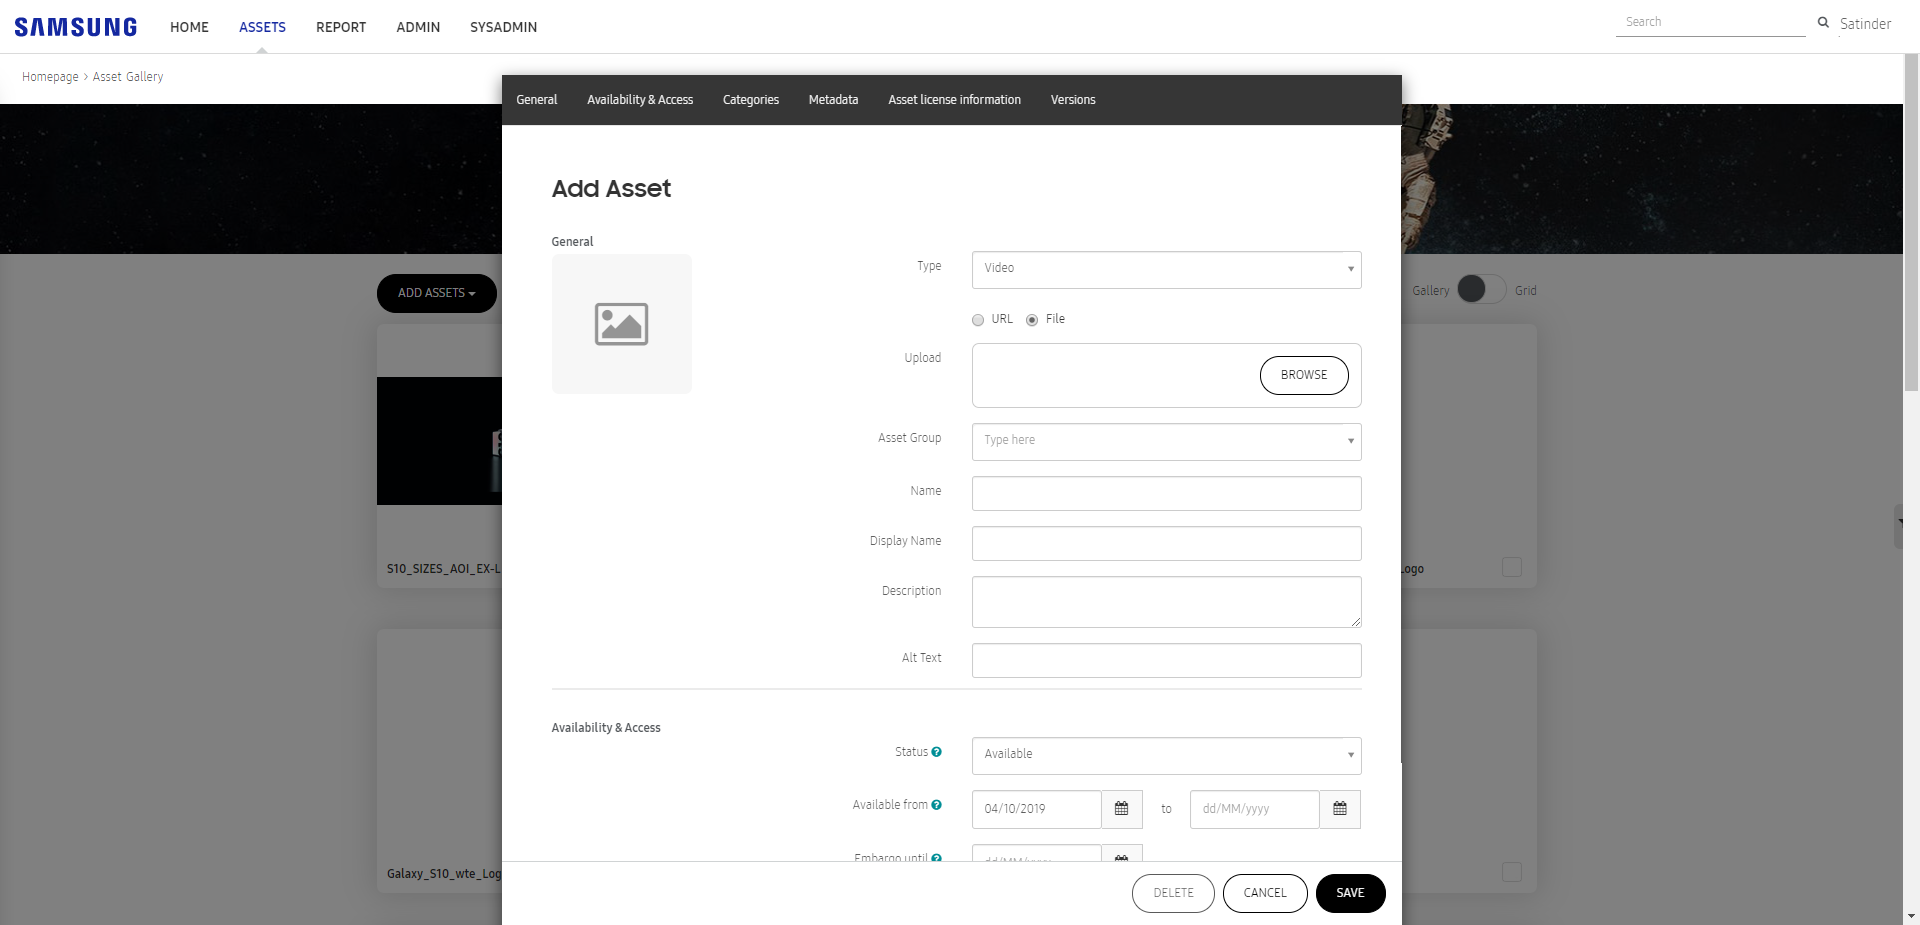 SAMSUNG HOME ASSETS REPORT ADMIN SYSADMIN Search Satinder
Homepage > Asset Gallery
General Availability & Access Categories Metadata Asset license information Versions
Add Asset
General
Type Video
ADD ASSETS
Gallery Grid
URL File
Upload BROWSE
Asset Group Type here
Name
Display Name
S10_SIZES_AOI_EX-L
Logo
Description
Alt Text
Availability & Access
Status Available
Available from 04/10/2019 to dd/MM/yyyy
Embargo until dd/MM/yyyy
Galaxy_S10_wte_Log
DELETE CANCEL SAVE